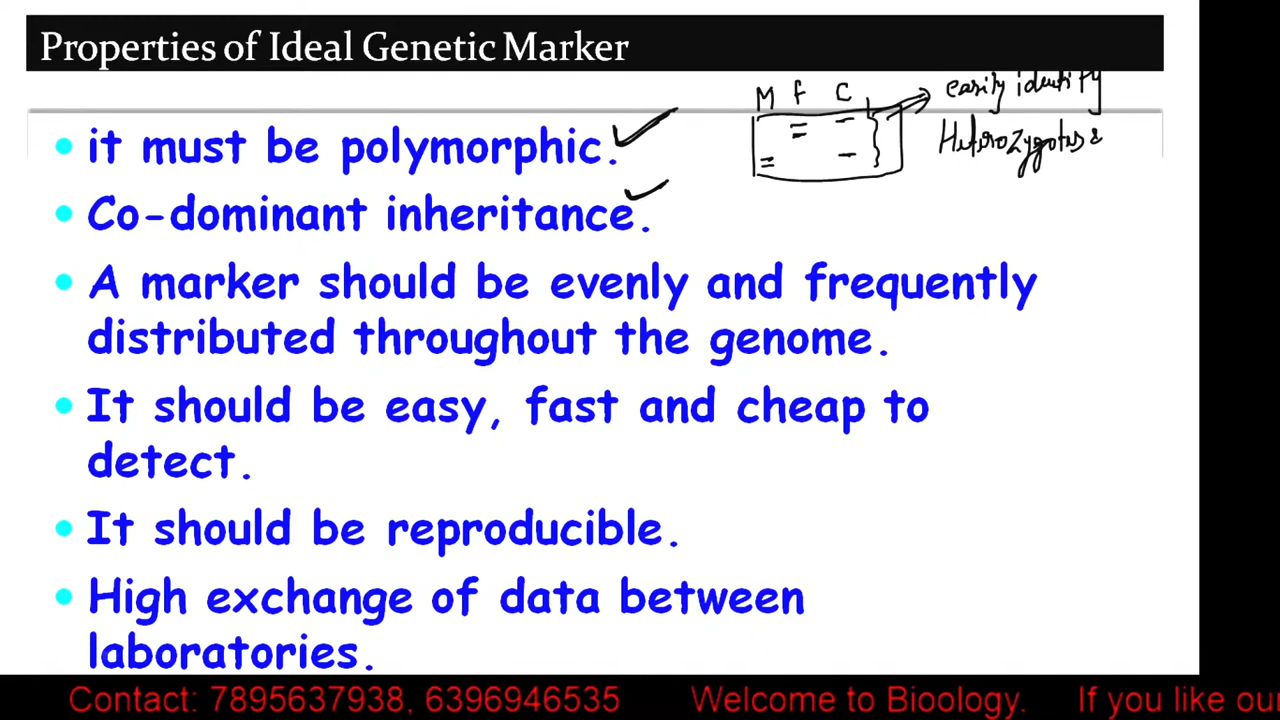 Properties of Ideal Genetic Marker
M F C
easily identify
Heterozygotes &
• it must be polymorphic.
• Co-dominant inheritance.
• A marker should be evenly and frequently
distributed throughout the genome.
• It should be easy, fast and cheap to
detect.
• It should be reproducible.
• High exchange of data between
laboratories.
Contact: 7895637938, 6396946535 Welcome to Bioology. If you like our